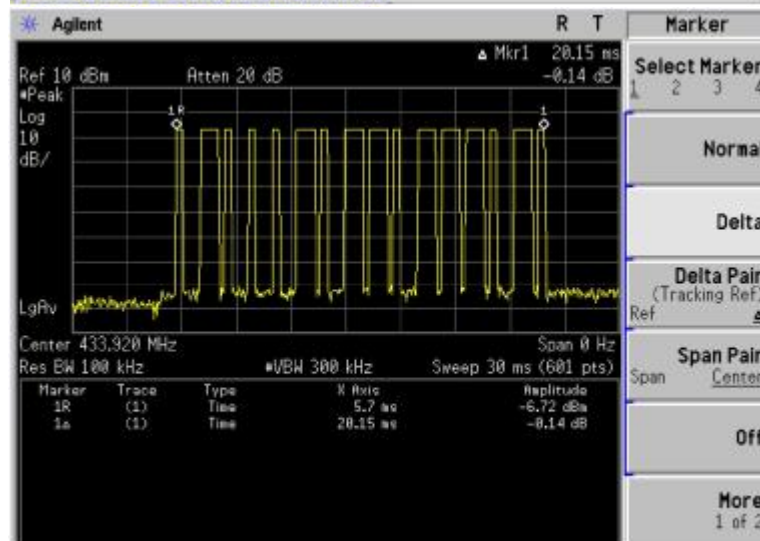 Agilent R T Marker
▵ Mkr1 20.15 ms
Ref 10 dBm Atten 20 dB -0.14 dB
Select Marker
1 2 3 4
*Peak
Log
10
dB/
1R 1
Normal
Delta
Delta Pair
(Tracking Ref)
Ref
LgAv
Center 433.920 MHz Span 0 Hz
Res BW 100 kHz *VBW 300 kHz Sweep 30 ms (601 pts)
Span Pair
Span Center
Marker Trace Type X Axis Amplitude
1R (1) Time 5.7 ms -6.72 dBm
1▵ (1) Time 20.15 ms -0.14 dB
Off
More
1 of 2